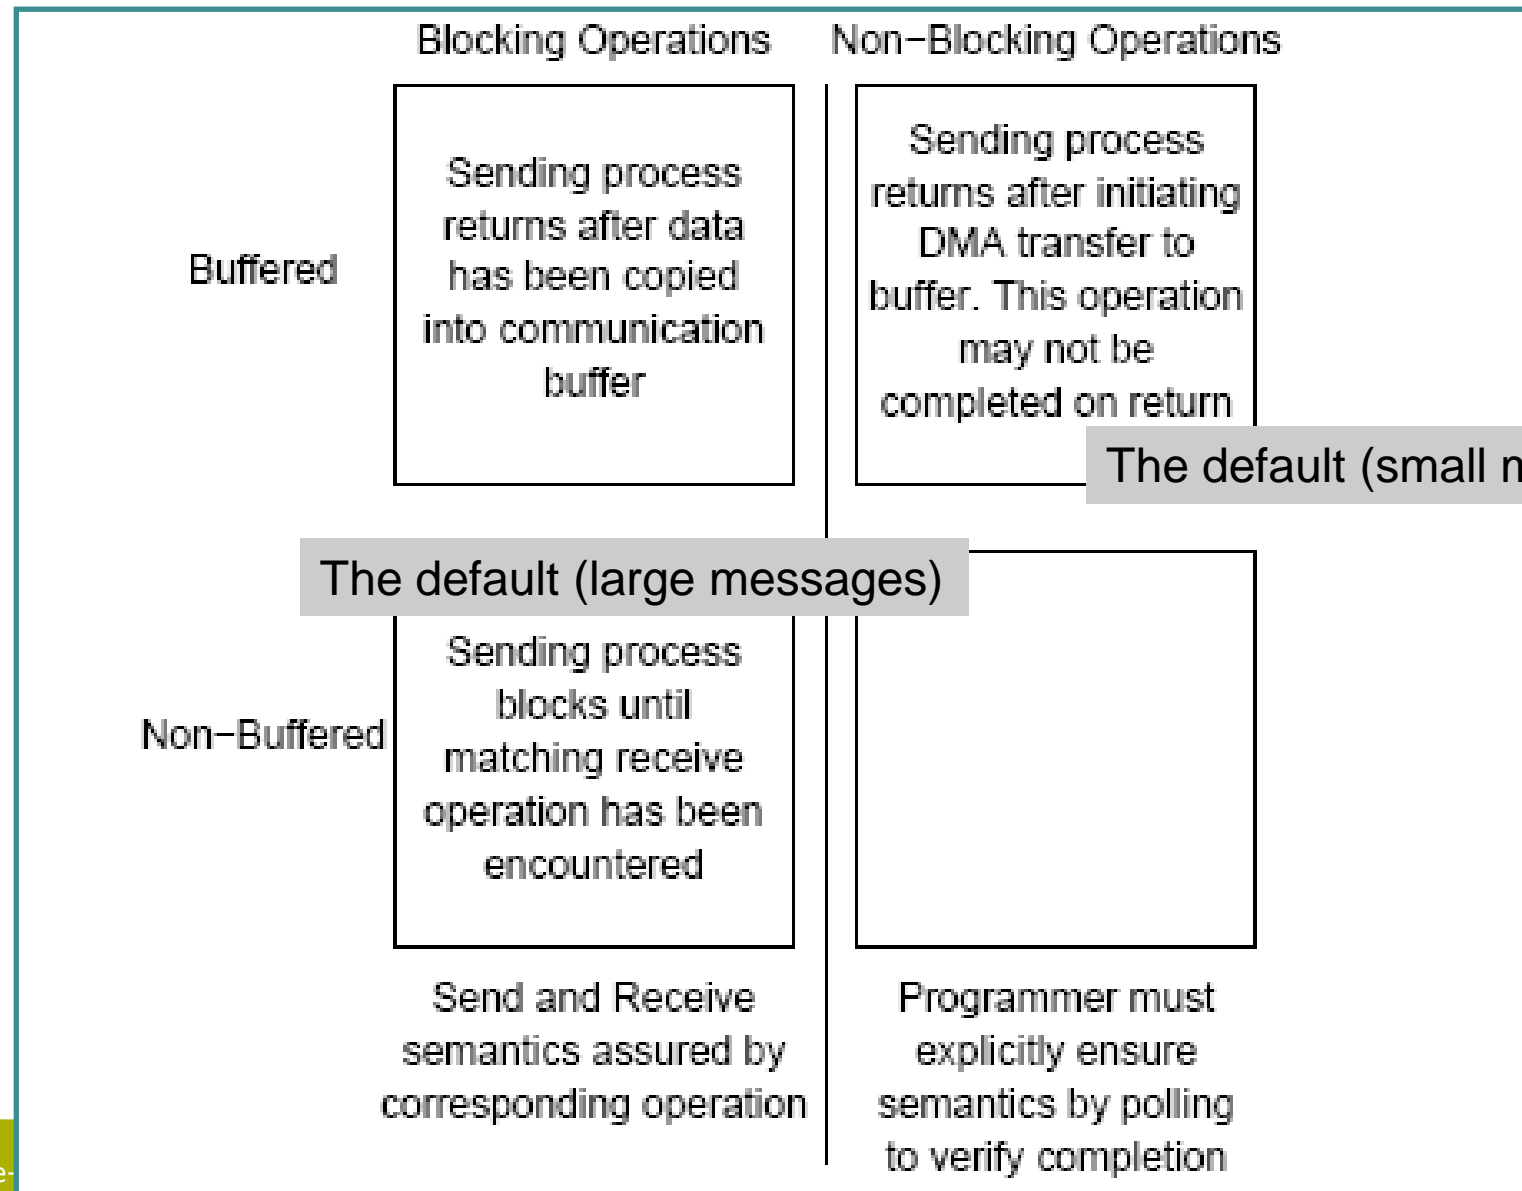 Blocking Operations
Non-Blocking Operations
Buffered
Sending process
returns after data
has been copied
into communication
buffer
Sending process
returns after initiating
DMA transfer to
buffer. This operation
may not be
completed on return
The default (small
The default (large messages)
Non-Buffered
Sending process
blocks until
matching receive
operation has been
encountered
Send and Receive
semantics assured by
corresponding operation
Programmer must
explicitly ensure
semantics by polling
to verify completion